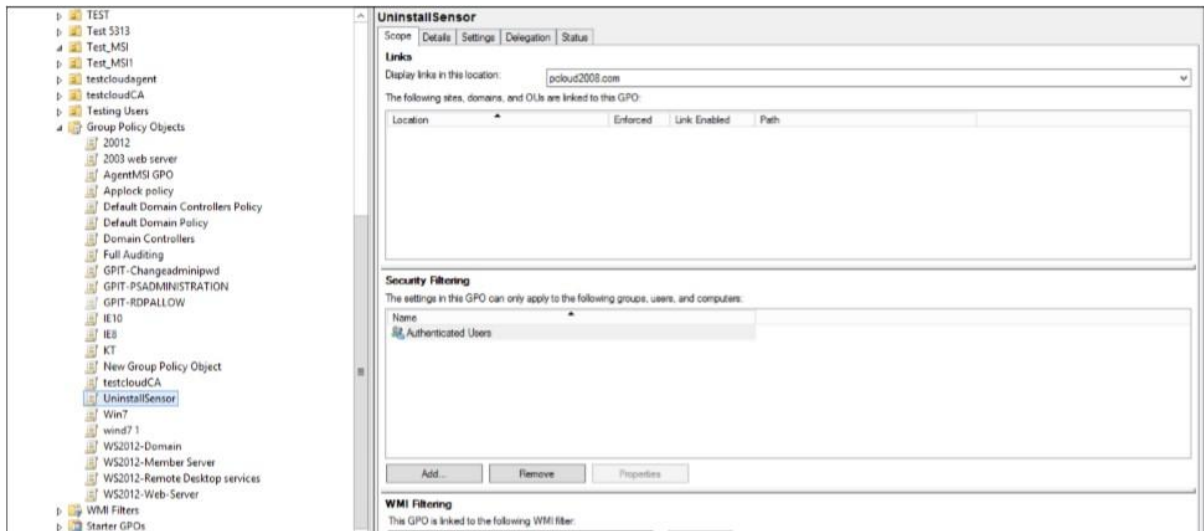 TEST
Test 5313
Test_MSI
Test_MSI1
testcloudagent
testcloudCA
Testing Users
Group Policy Objects
20012
2003 web server
AgentMSI GPO
Applock policy
Default Domain Controllers Policy
Default Domain Policy
Domain Controllers
Full Auditing
GPIT-Changeadminipwd
GPIT-PSADMINISTRATION
GPIT-RDPALLOW
IE10
IE8
KT
New Group Policy Object
testcloudCA
UninstallSensor
Win7
wind7 1
WS2012-Domain
WS2012-Member Server
WS2012-Remote Desktop services
WS2012-Web-Server
WMI Filters
Starter GPOs
UninstallSensor
Scope Details Settings Delegation Status
Links
Display links in this location: pcloud2008.com
The following sites, domains, and OUs are linked to this GPO:
Location Enforced Link Enabled Path
Security Filtering
The settings in this GPO can only apply to the following groups, users, and computers:
Name
Authenticated Users
Add... Remove Properties
WMI Filtering
This GPO is linked to the following WMI filter: